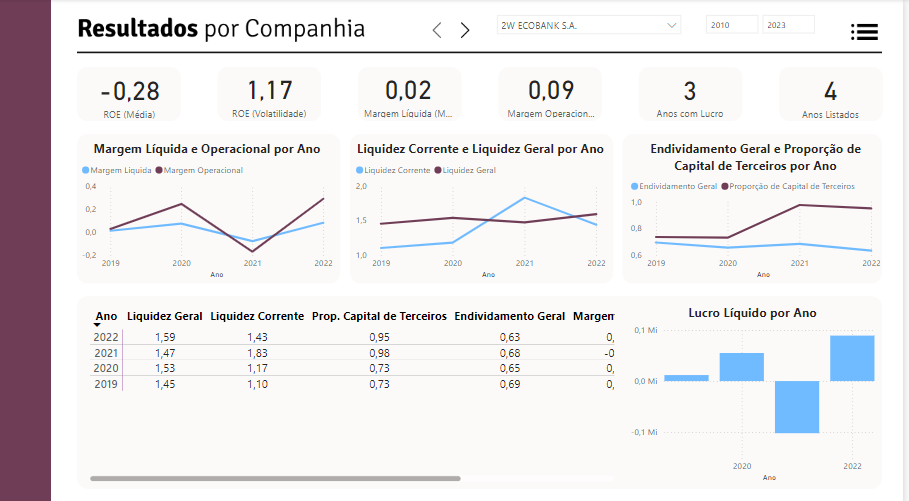 Resultados por Companhia
2W ECOBANK S.A.
2010
2023
-0,28
ROE (Média)
1,17
ROE (Volatilidade)
0,02
Margem Líquida (M...
0,09
Margem Operacion...
3
Anos com Lucro
4
Anos Listados
Margem Líquida e Operacional por Ano
Margem Liquida Margem Operacional
0,4
0,2
0,0
-0,2
2019 2020 2021 2022
Ano
Liquidez Corrente e Liquidez Geral por Ano
Liquidez Corrente Liquidez Geral
2,0
1,5
1,0
2019 2020 2021 2022
Ano
Endividamento Geral e Proporção de
Capital de Terceiros por Ano
Endividamento Geral Proporção de Capital de Terceiros
1,0
0,8
0,6
2019 2020 2021 2022
Ano
Ano Liquidez Geral Liquidez Corrente Prop. Capital de Terceiros Endividamento Geral Margem
2022 1,59 1,43 0,95 0,63 0,
2021 1,47 1,83 0,98 0,68 -0
2020 1,53 1,17 0,73 0,65 0,
2019 1,45 1,10 0,73 0,69 0,
Lucro Líquido por Ano
0,1 Mi
0,0 Mi
-0,1 Mi
2020 2022
Ano